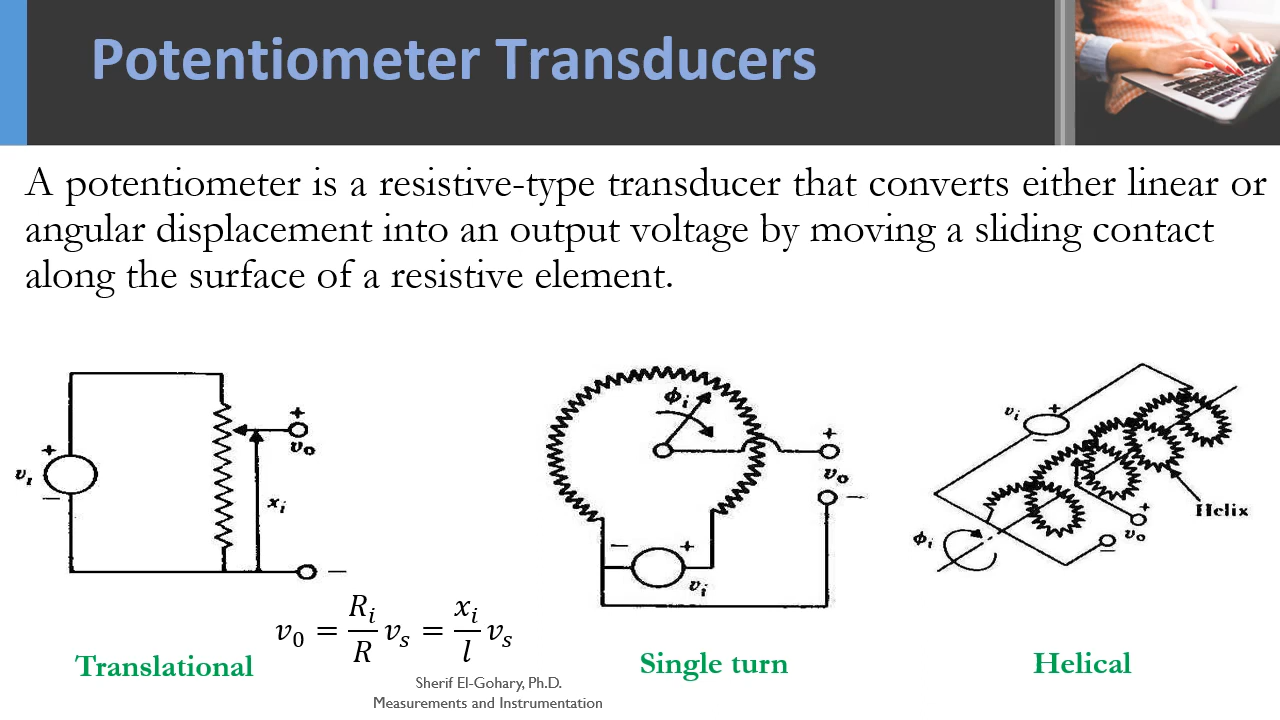 Potentiometer Transducers
A potentiometer is a resistive-type transducer that converts either linear or
angular displacement into an output voltage by moving a sliding contact
along the surface of a resistive element.
+
vᵢ
−
+
v₀
xᵢ
−
ϕᵢ
+
v₀
−
− +
vᵢ
vᵢ
+
−
Helix
+
v₀
−
ϕᵢ
v₀ = Rᵢ/R vₛ = xᵢ/l vₛ
Translational
Single turn
Helical
Sherif El-Gohary, Ph.D.
Measurements and Instrumentation